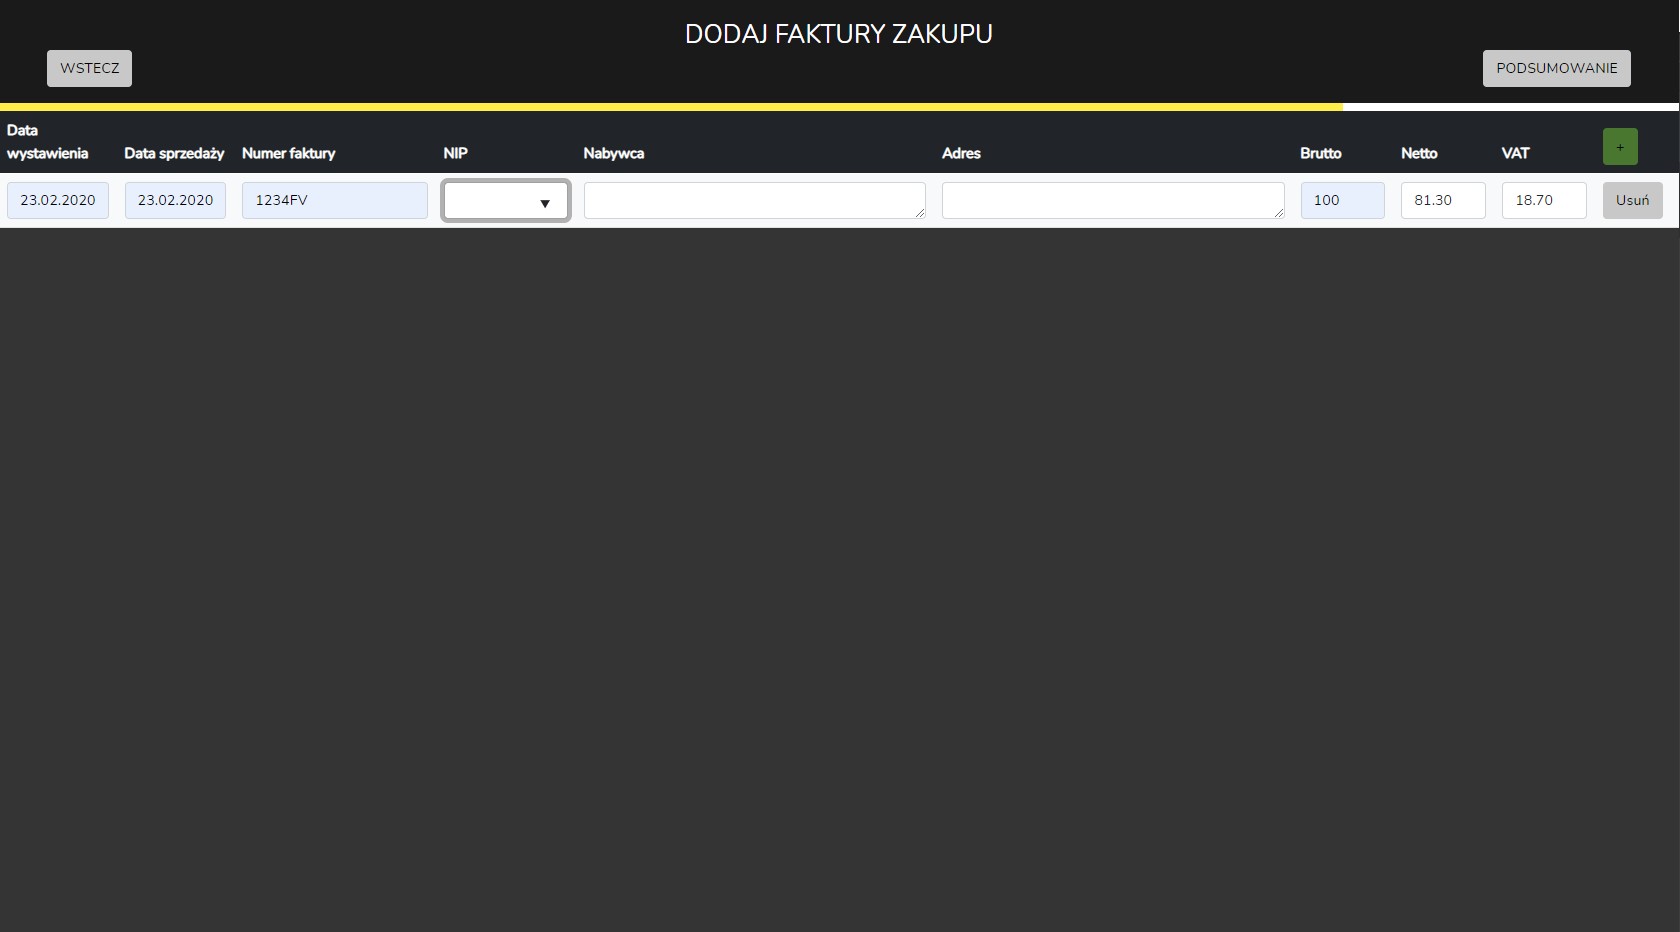 DODAJ FAKTURY ZAKUPU
WSTECZ
PODSUMOWANIE
Data wystawienia
Data sprzedaży
Numer faktury
NIP
Nabywca
Adres
Brutto
Netto
VAT
+
23.02.2020
23.02.2020
1234FV
100
81.30
18.70
Usuń